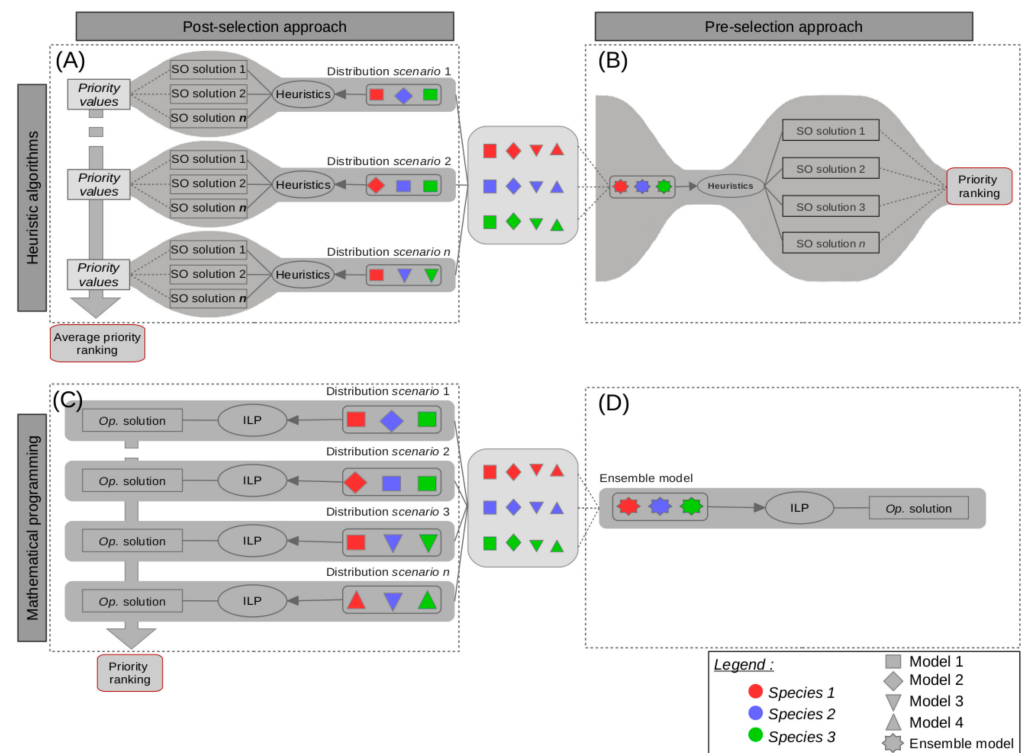 Post-selection approach
Pre-selection approach
Heuristic algorithms
(A)
Distribution scenario 1
Priority
values
SO solution 1
SO solution 2
SO solution n
Heuristics
Distribution scenario 2
Priority
values
SO solution 1
SO solution 2
SO solution n
Heuristics
Distribution scenario n
Priority
values
SO solution 1
SO solution 2
SO solution n
Heuristics
Average priority
ranking
(B)
Heuristics
SO solution 1
SO solution 2
SO solution 3
SO solution n
Priority
ranking
Mathematical programming
(C)
Distribution scenario 1
Op. solution
ILP
Distribution scenario 2
Op. solution
ILP
Distribution scenario 3
Op. solution
ILP
Distribution scenario n
Op. solution
ILP
Priority
ranking
(D)
Ensemble model
ILP
Op. solution
Legend :
Species 1
Species 2
Species 3
Model 1
Model 2
Model 3
Model 4
Ensemble model